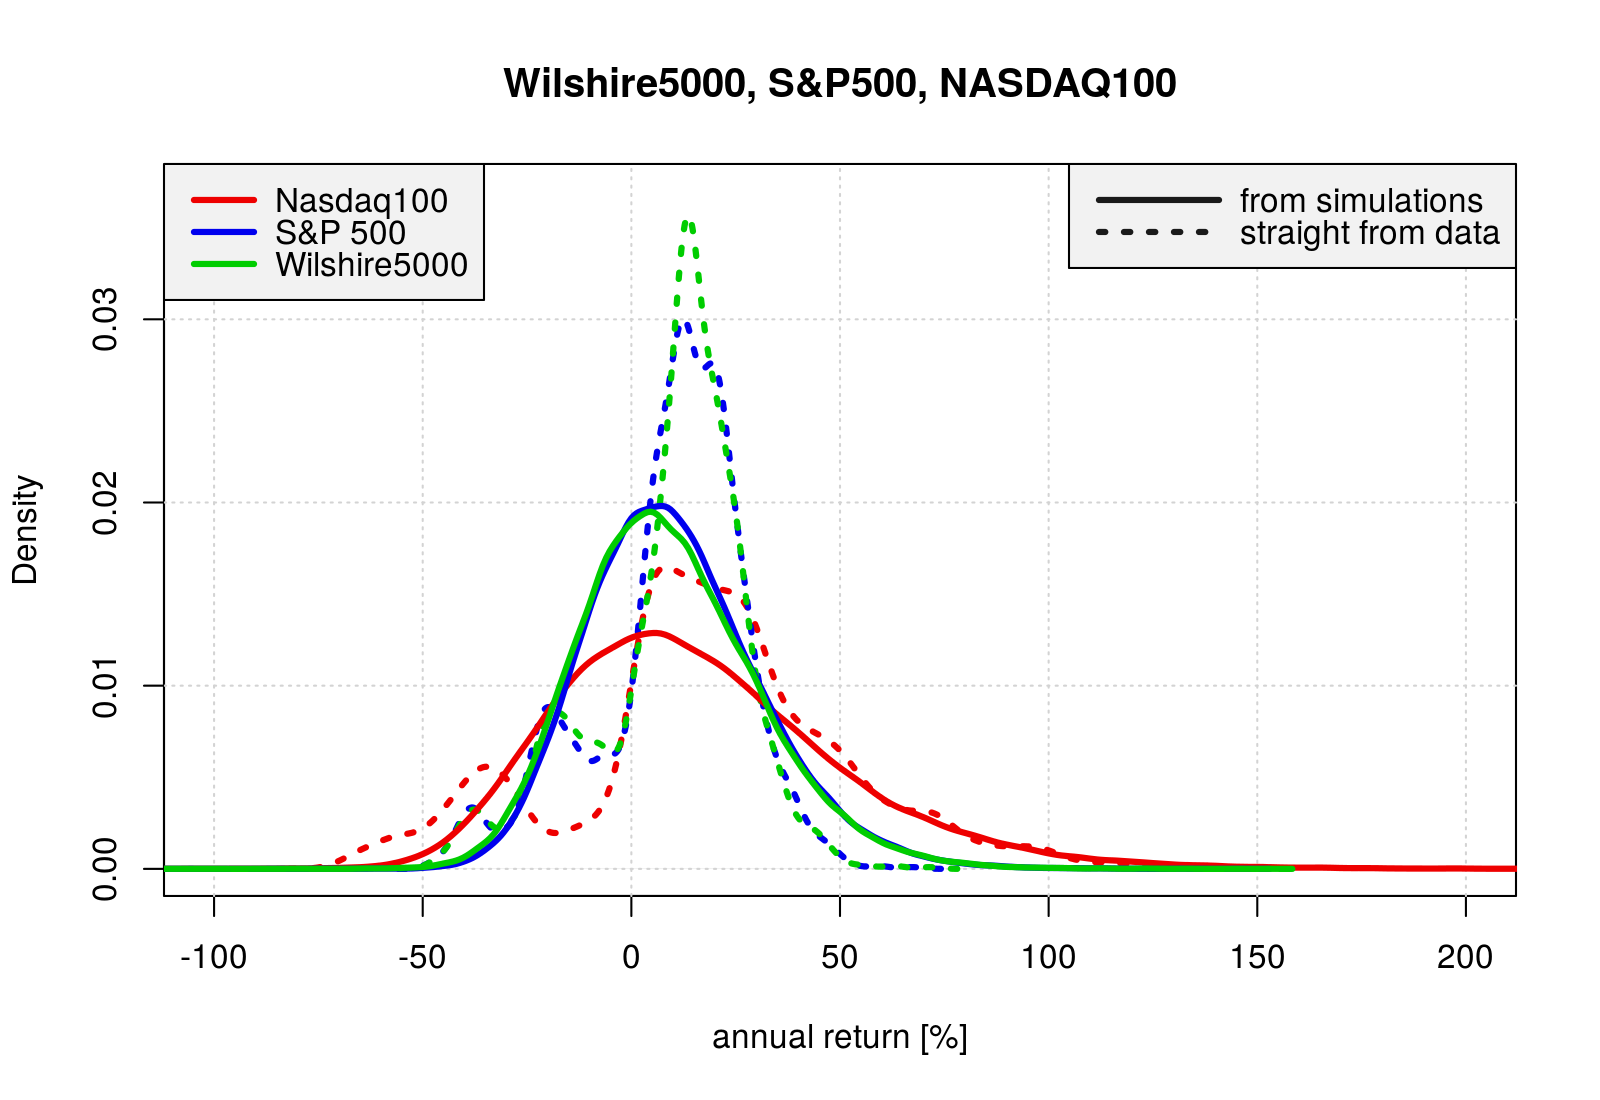 Wilshire5000, S&P500, NASDAQ100
Nasdaq100
S&P 500
Wilshire5000
from simulations
straight from data
Density
0.03
0.02
0.01
0.00
-100 -50 0 50 100 150 200
annual return [%]